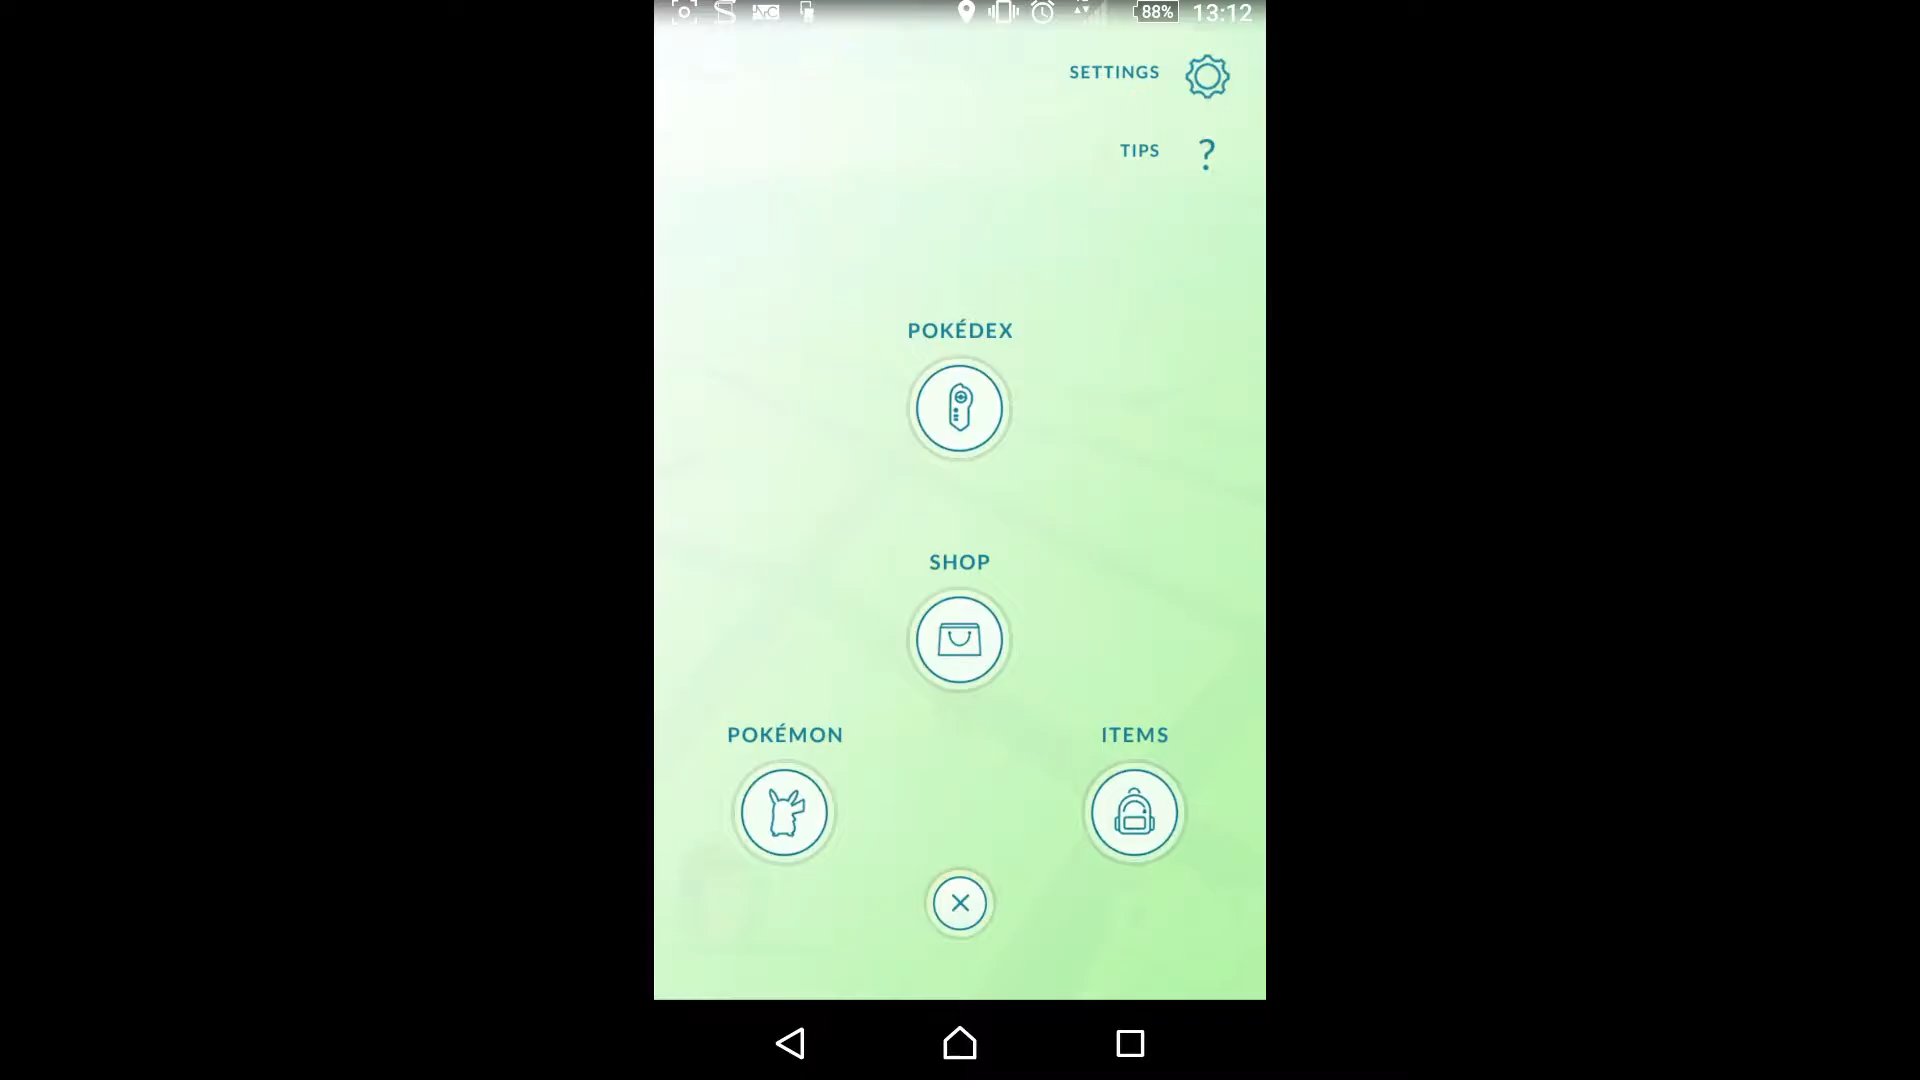 88% 13:12
SETTINGS
TIPS ?
POKÉDEX
SHOP
POKÉMON
ITEMS